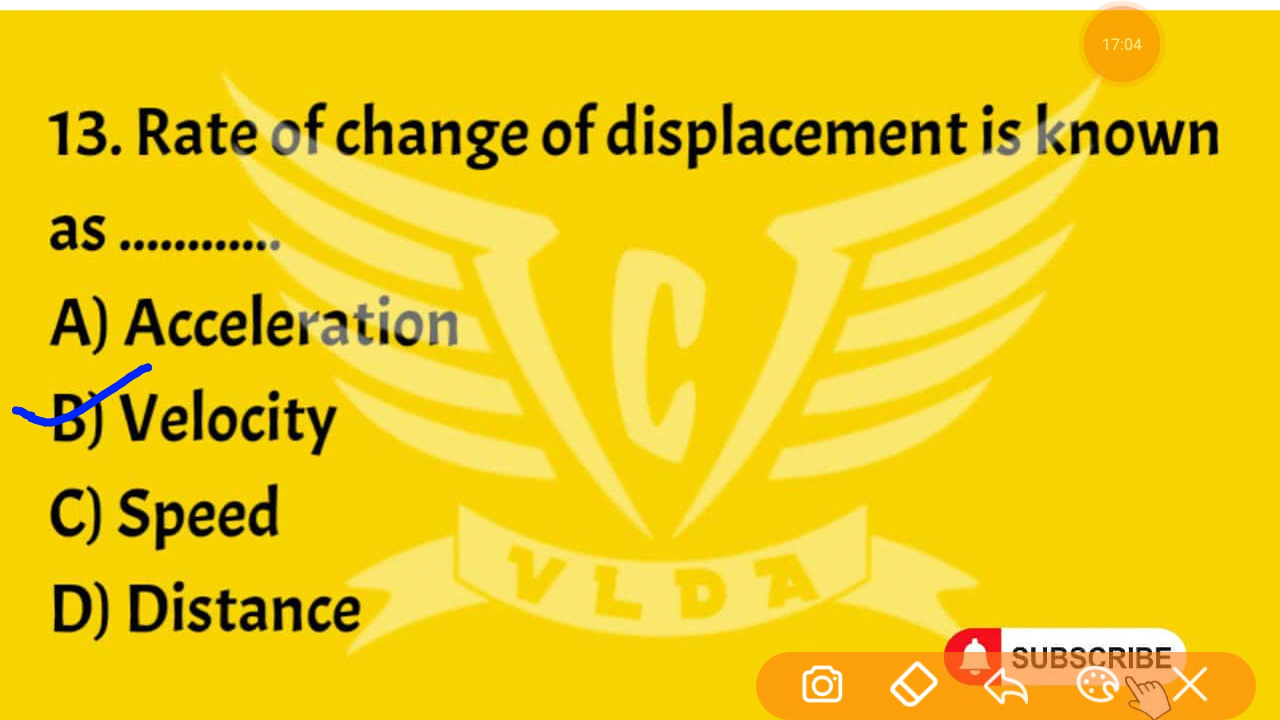 17:04
13. Rate of change of displacement is known
as ............
A) Acceleration
B) Velocity
C) Speed
D) Distance
C
VLDA
SUBSCRIBE